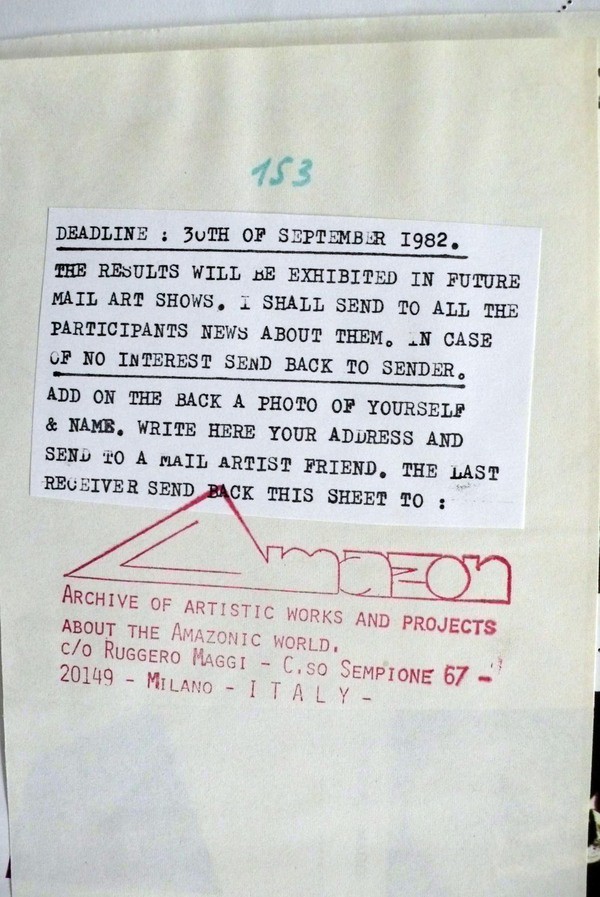 153
DEADLINE : 30TH OF SEPTEMBER 1982.
THE RESULTS WILL BE EXHIBITED IN FUTURE
MAIL ART SHOWS. I SHALL SEND TO ALL THE
PARTICIPANTS NEWS ABOUT THEM. IN CASE
OF NO INTEREST SEND BACK TO SENDER.
ADD ON THE BACK A PHOTO OF YOURSELF
& NAME. WRITE HERE YOUR ADDRESS AND
SEND TO A MAIL ARTIST FRIEND. THE LAST
RECEIVER SEND BACK THIS SHEET TO :
Amazon
ARCHIVE OF ARTISTIC WORKS AND PROJECTS
ABOUT THE AMAZONIC WORLD.
C/O RUGGERO MAGGI - C.SO SEMPIONE 67 -
20149 - MILANO - I T A L Y -